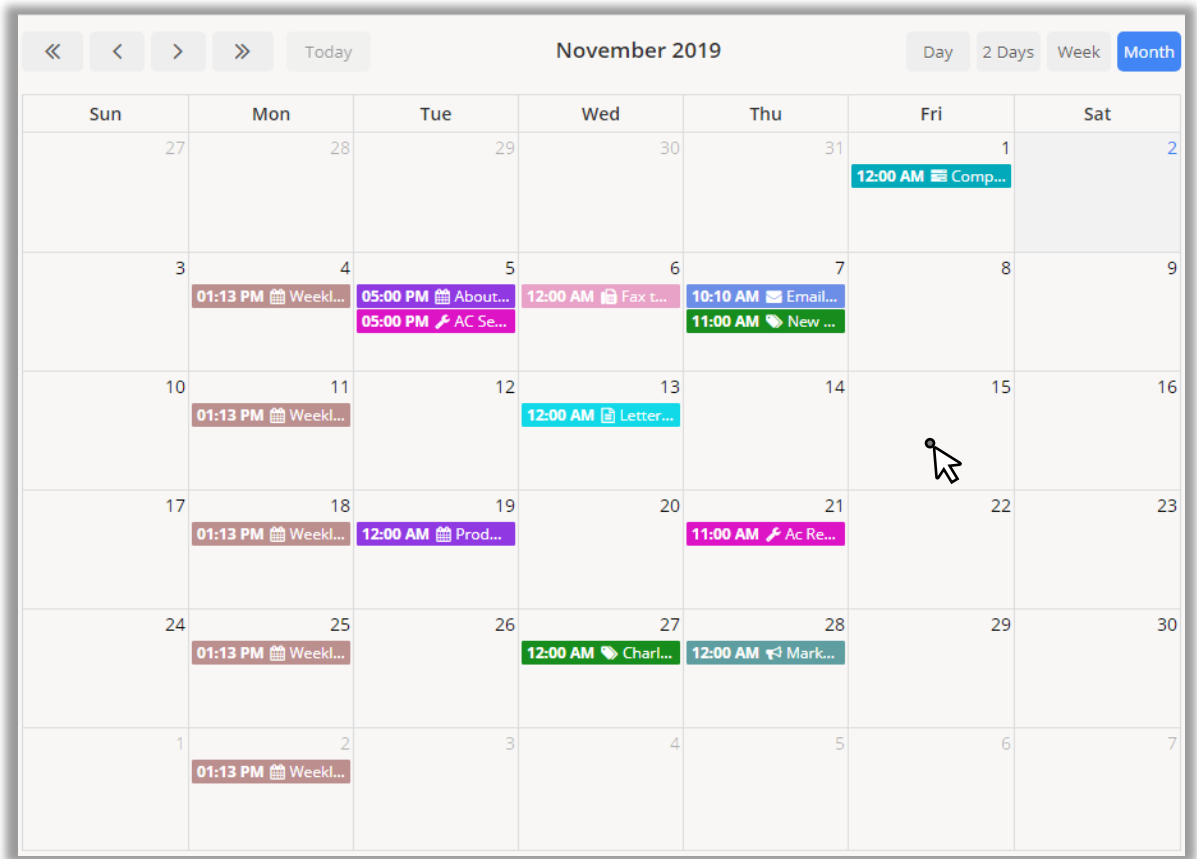 Today November 2019 Day 2 Days Week Month
Sun Mon Tue Wed Thu Fri Sat
27 28 29 30 31 1 2
12:00 AM Comp...
3 4 5 6 7 8 9
01:13 PM Weekl... 05:00 PM About... 12:00 AM Fax t... 10:10 AM Email...
05:00 PM AC Se... 11:00 AM New ...
10 11 12 13 14 15 16
01:13 PM Weekl... 12:00 AM Letter...
17 18 19 20 21 22 23
01:13 PM Weekl... 12:00 AM Prod... 11:00 AM Ac Re...
24 25 26 27 28 29 30
01:13 PM Weekl... 12:00 AM Charl... 12:00 AM Mark...
1 2 3 4 5 6 7
01:13 PM Weekl...